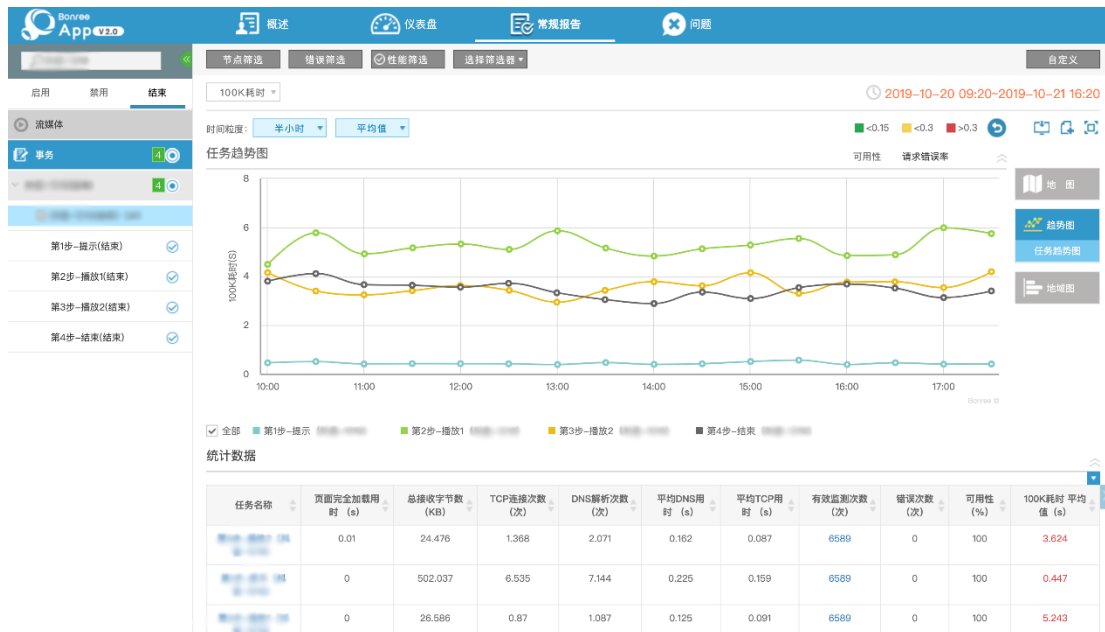 Bonree
App V2.0
概述
仪表盘
常规报告
问题
节点筛选
错误筛选
性能筛选
选择筛选器
自定义
启用
禁用
结束
100K耗时
2019-10-20 09:20~2019-10-21 16:20
流媒体
时间粒度:
半小时
平均值
<0.15
<0.3
>0.3
事务
4
任务趋势图
可用性
请求错误率
4
地 图
趋势图
任务趋势图
地域图
第1步-提示(结束)
第2步-播放1(结束)
第3步-播放2(结束)
第4步-结束(结束)
100K耗时(S)
8
6
4
2
0
10:00
11:00
12:00
13:00
14:00
15:00
16:00
17:00
Bonree
全部
第1步-提示
第2步-播放1
第3步-播放2
第4步-结束
统计数据
任务名称
页面完全加载用时 (s)
总接收字节数 (KB)
TCP连接次数 (次)
DNS解析次数 (次)
平均DNS用时 (s)
平均TCP用时 (s)
有效监测次数 (次)
错误次数 (次)
可用性 (%)
100K耗时 平均值 (s)
0.01 24.476 1.368 2.071 0.162 0.087 6589 0 100 3.624
0 502.037 6.535 7.144 0.225 0.159 6589 0 100 0.447
0 26.586 0.87 1.087 0.125 0.091 6589 0 100 5.243